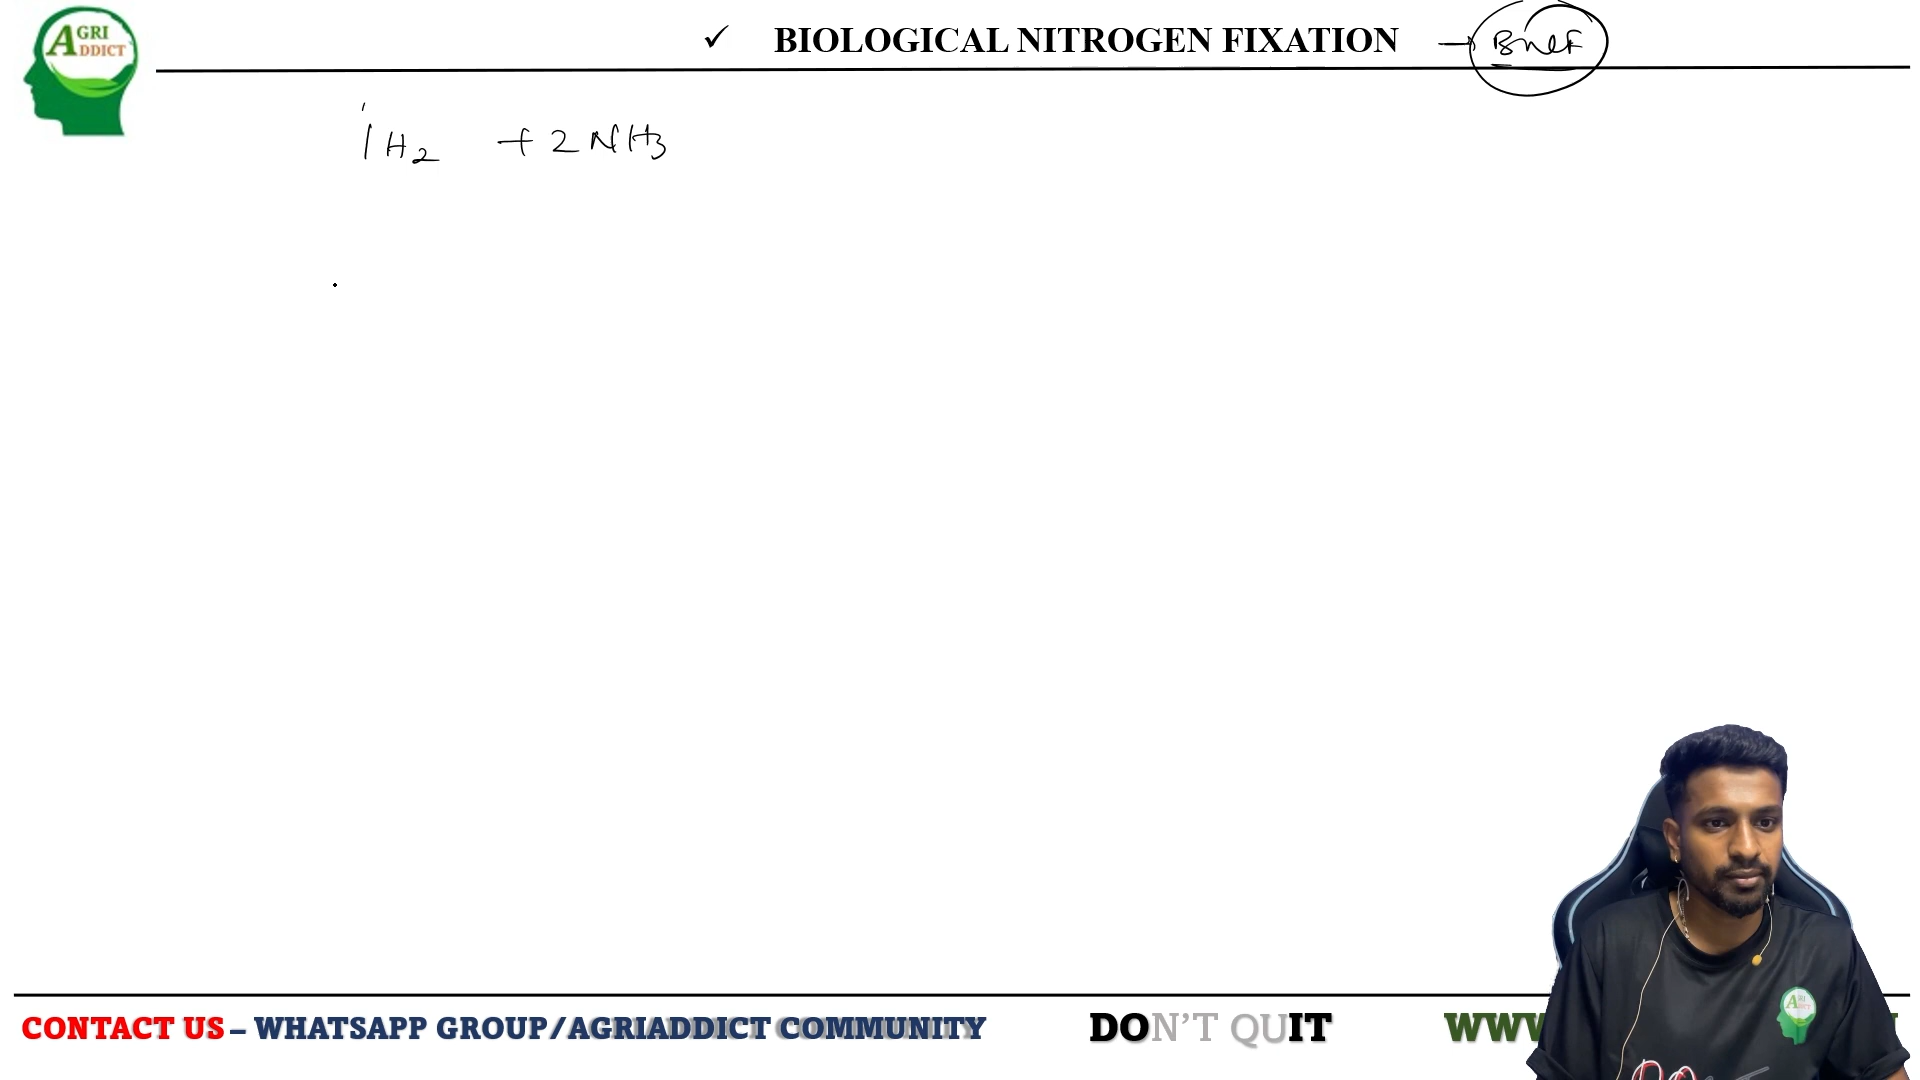 AGRI
ADDICT
✓ BIOLOGICAL NITROGEN FIXATION → BNF
1H2 + 2NH3
CONTACT US – WHATSAPP GROUP/AGRIADDICT COMMUNITY DON'T QUIT WWW